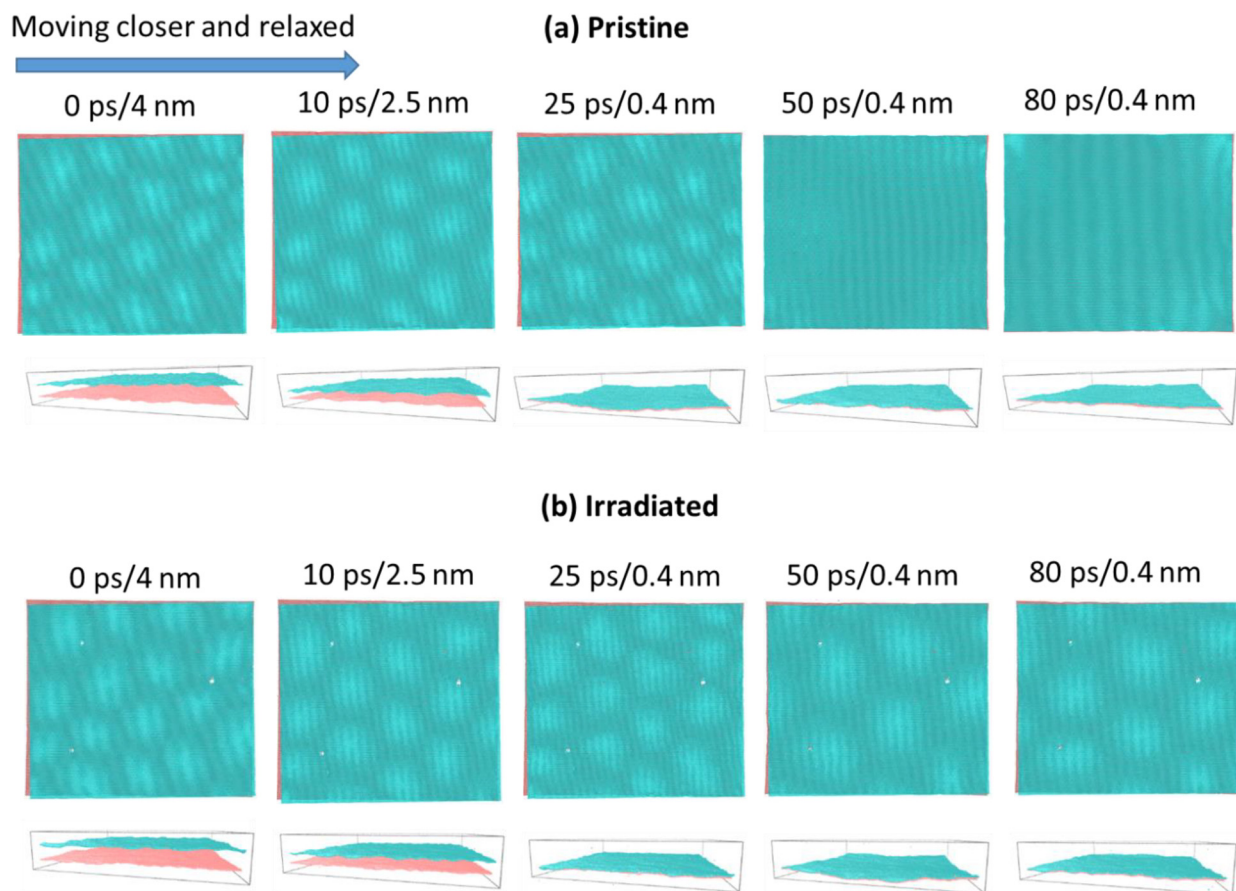 Moving closer and relaxed
(a) Pristine
0 ps/4 nm
10 ps/2.5 nm
25 ps/0.4 nm
50 ps/0.4 nm
80 ps/0.4 nm
(b) Irradiated
0 ps/4 nm
10 ps/2.5 nm
25 ps/0.4 nm
50 ps/0.4 nm
80 ps/0.4 nm